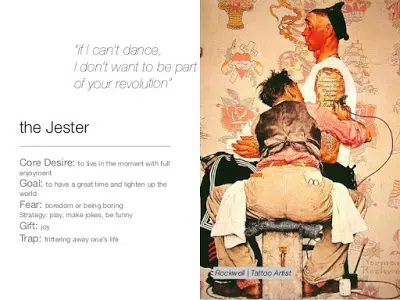 "if I can't dance,
I don't want to be part
of your revolution"
the Jester
Core Desire: to live in the moment with full
enjoyment
Goal: to have a great time and lighten up the
world
Fear: boredom or being boring
Strategy: play, make jokes, be funny
Gift: joy
Trap: frittering away one's life
Rockwell | Tattoo Artist